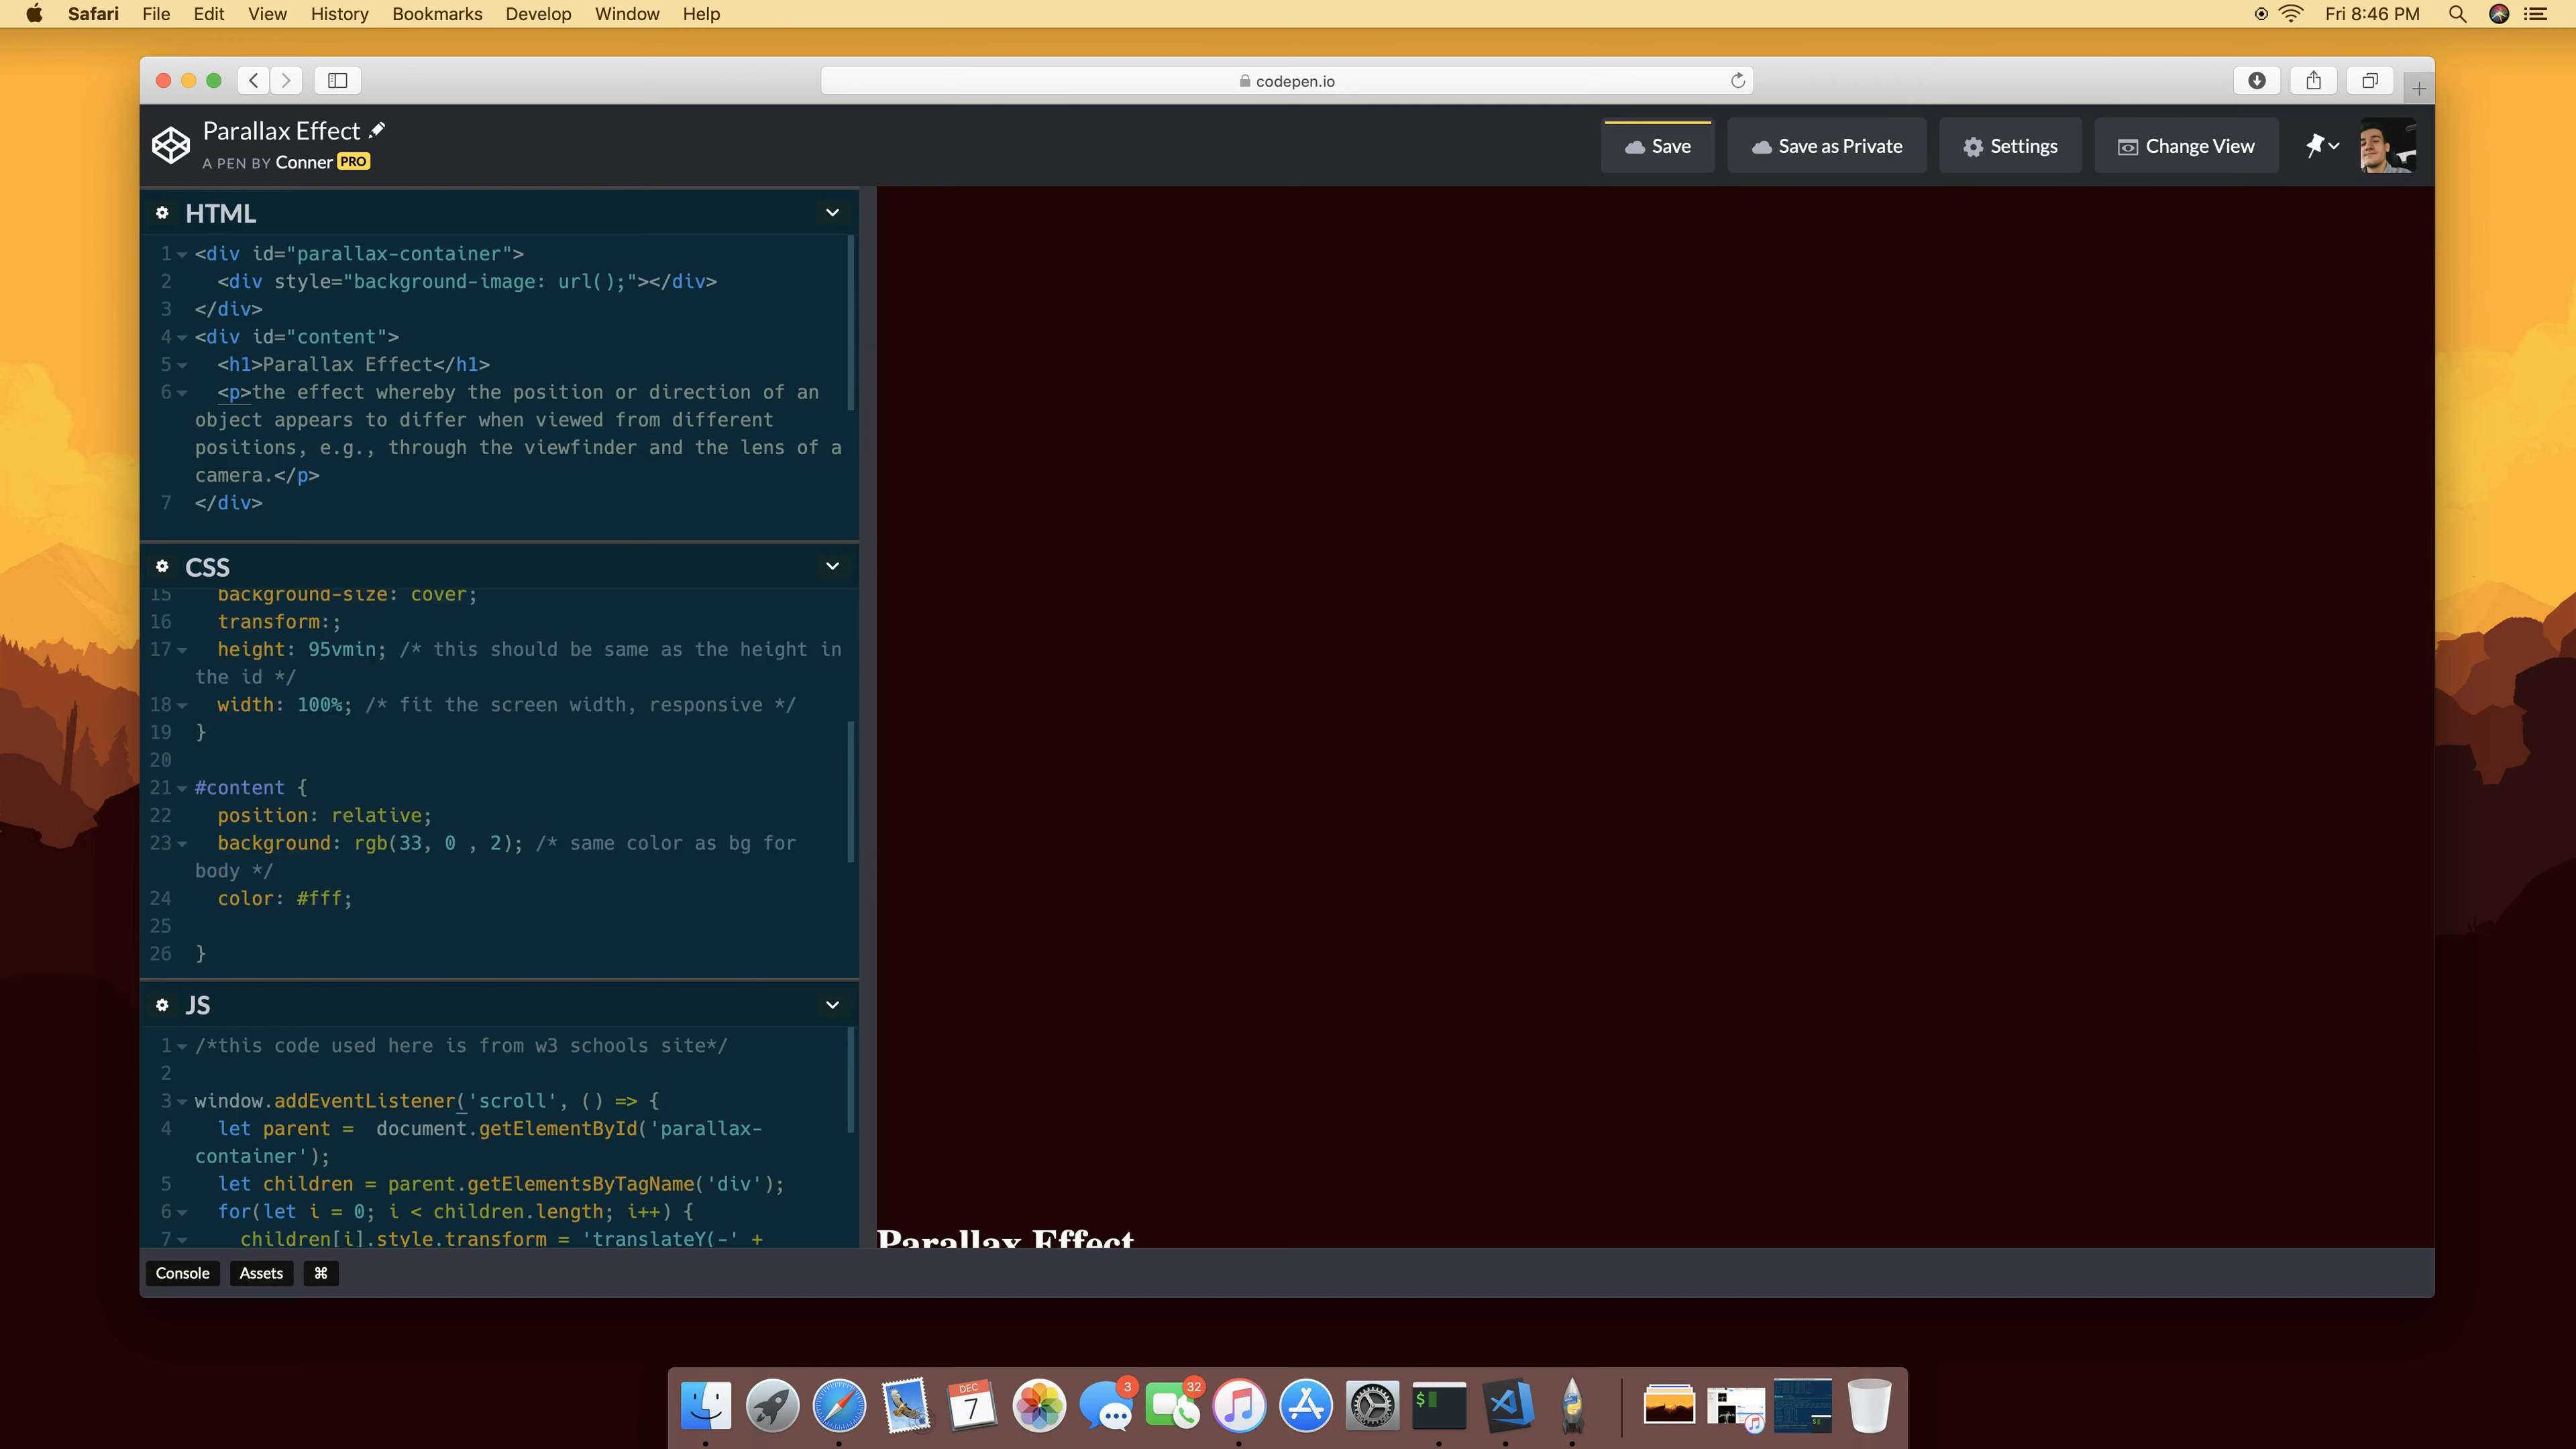 Safari File Edit View History Bookmarks Develop Window Help Fri 8:46 PM
codepen.io
Parallax Effect
A PEN BY Conner PRO
Save Save as Private Settings Change View
HTML
1 <div id="parallax-container">
2 <div style="background-image: url();"></div>
3 </div>
4 <div id="content">
5 <h1>Parallax Effect</h1>
6 <p>the effect whereby the position or direction of an
object appears to differ when viewed from different
positions, e.g., through the viewfinder and the lens of a
camera.</p>
7 </div>
CSS
15 background-size: cover;
16 transform:;
17 height: 95vmin; /* this should be same as the height in
the id */
18 width: 100%; /* fit the screen width, responsive */
19 }
20
21 #content {
22 position: relative;
23 background: rgb(33, 0 , 2); /* same color as bg for
body */
24 color: #fff;
25
26 }
JS
1 /*this code used here is from w3 schools site*/
2
3 window.addEventListener('scroll', () => {
4 let parent =  document.getElementById('parallax-
container');
5 let children = parent.getElementsByTagName('div');
6 for(let i = 0; i < children.length; i++) {
7 children[i].style.transform = 'translateY(-' +
Parallax Effect
Console Assets ⌘
DEC
7
3
32
$